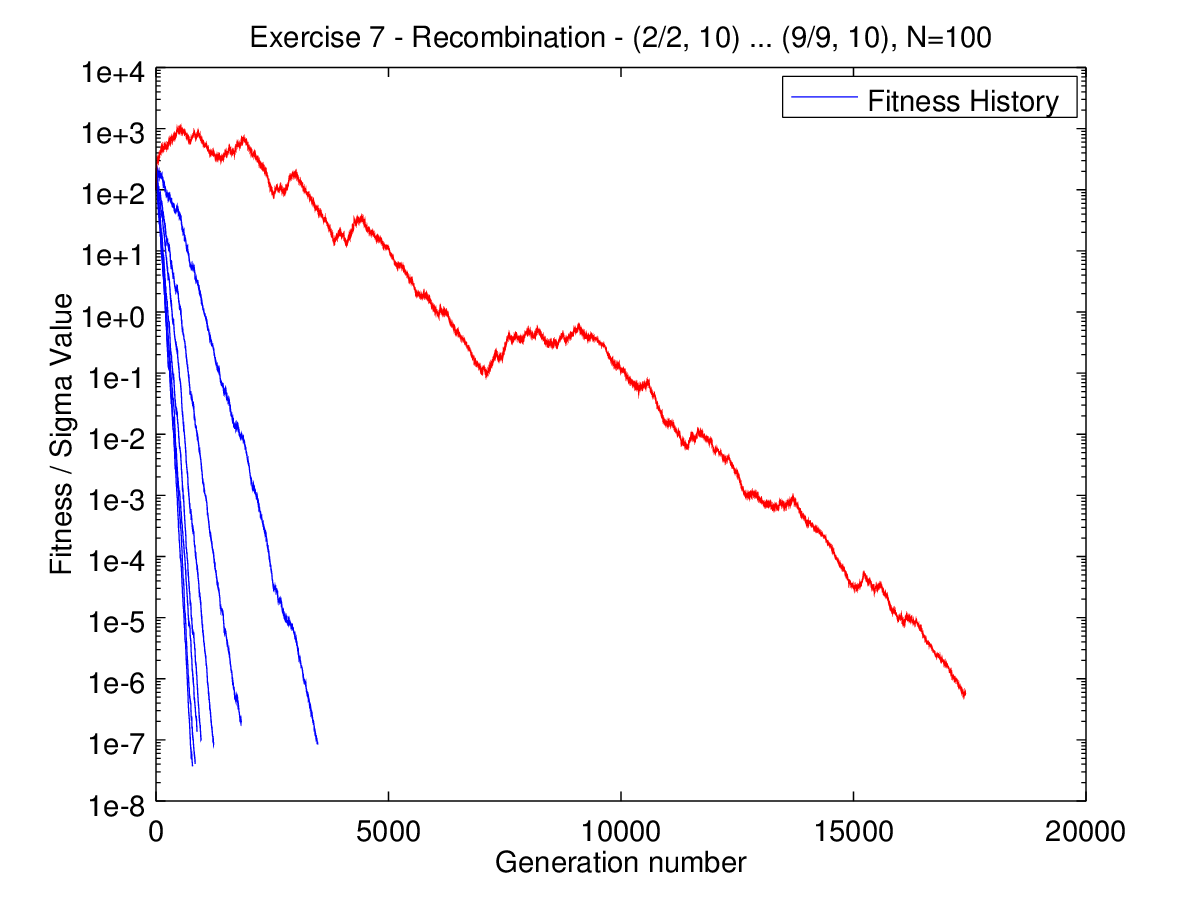 Exercise 7 - Recombination - (2/2, 10) ... (9/9, 10), N=100
1e+4
1e+3
1e+2
1e+1
1e+0
1e-1
1e-2
1e-3
1e-4
1e-5
1e-6
1e-7
1e-8
Fitness / Sigma Value
Fitness History
0
5000
10000
15000
20000
Generation number